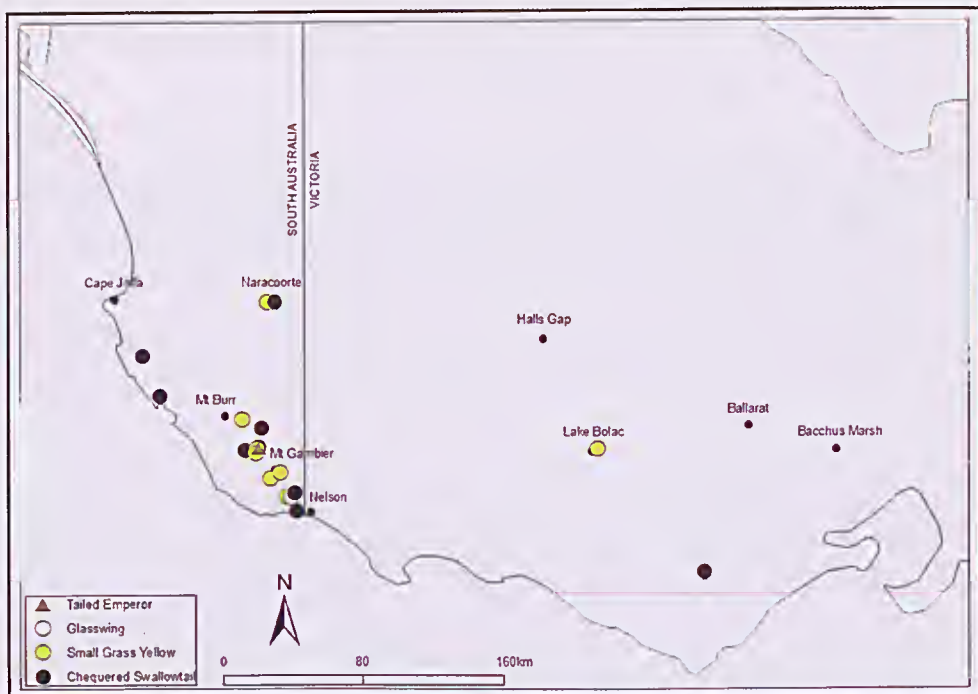 SOUTH AUSTRALIA
VICTORIA
Cape Jaffa
Naracoorte
Halls Gap
Mt Burr
Ballarat
Lake Bolac
Bacchus Marsh
Mt Gambier
Nelson
N
Tailed Emperor
Glasswing
Small Grass Yellow
Chequered Swallowtail
0
80
160km